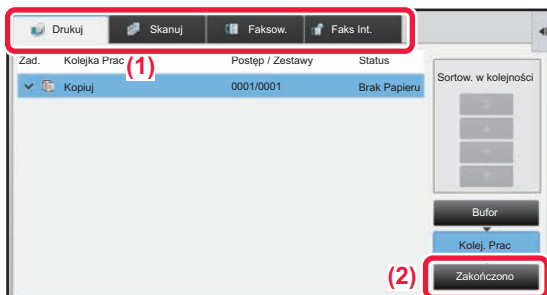 Drukuj Skanuj Faksow. Faks Int.
Zad. Kolejka Prac Postęp / Zestawy Status
(1)
Kopiuj 0001/0001 Brak Papieru
Sortow. w kolejności
Bufor
Kolej. Prac
(2) Zakończono